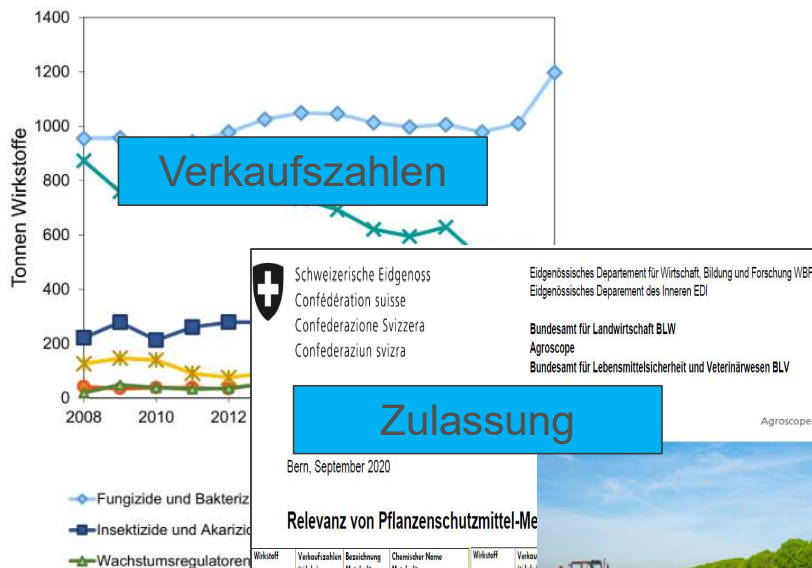 1400
1200
1000
800
600
400
200
0
Tonnen Wirkstoffe
2008
2010
2012
Verkaufszahlen
Fungizide und Bakteriz
Insektizide und Akarizid
Wachstumsregulatoren
Schweizerische Eidgenoss
Confédération suisse
Confederazione Svizzera
Confederaziun svizra
Eidgenössisches Departement für Wirtschaft, Bildung und Forschung WBF
Eidgenössisches Deparement des Inneren EDI
Bundesamt für Landwirtschaft BLW
Agroscope
Bundesamt für Lebensmittelsicherheit und Veterinärwesen BLV
Zulassung
Agroscope
Bern, September 2020
Relevanz von Pflanzenschutzmittel-Me
Wirkstoff Verkaufszahlen Bezeichnung Chemischer Name Wirkstoff Verkau